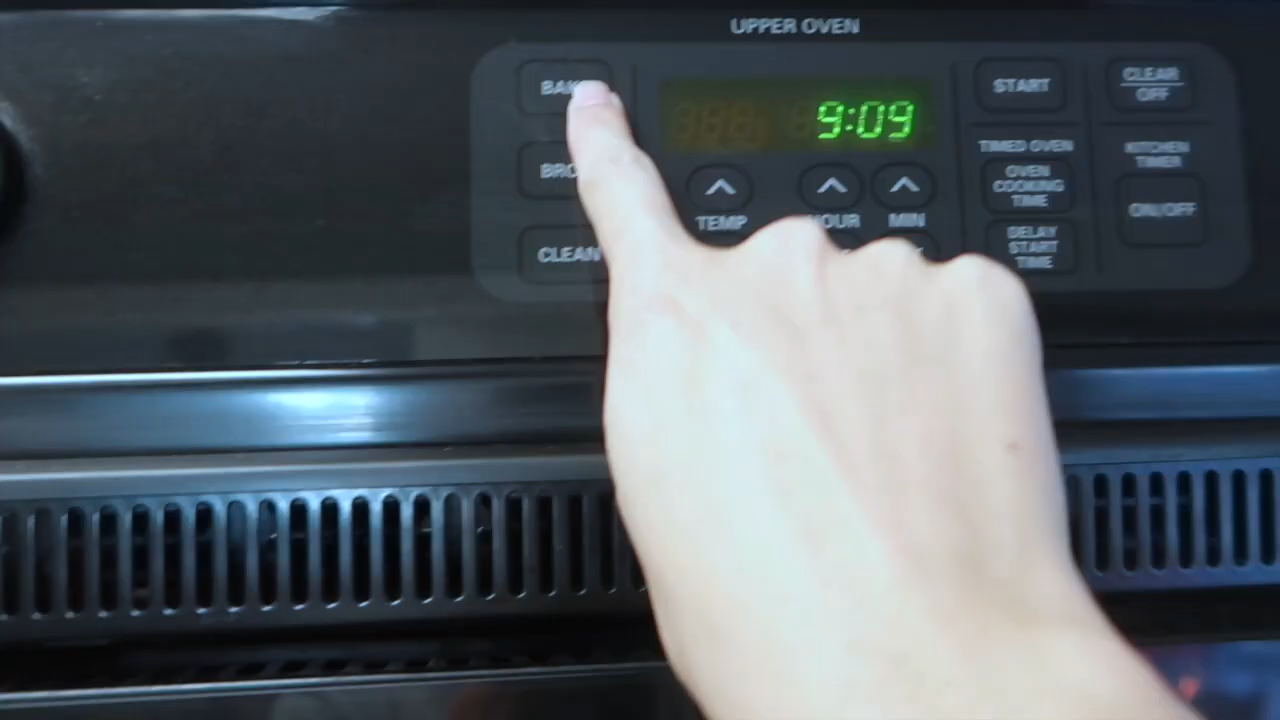 UPPER OVEN
START
CLEAR
OFF
9:09
TIMED OVEN
KITCHEN
TIMER
OVEN
COOKING
TIME
CLEAN
TEMP
HOUR
MIN
ON/OFF
DELAY
START
TIME